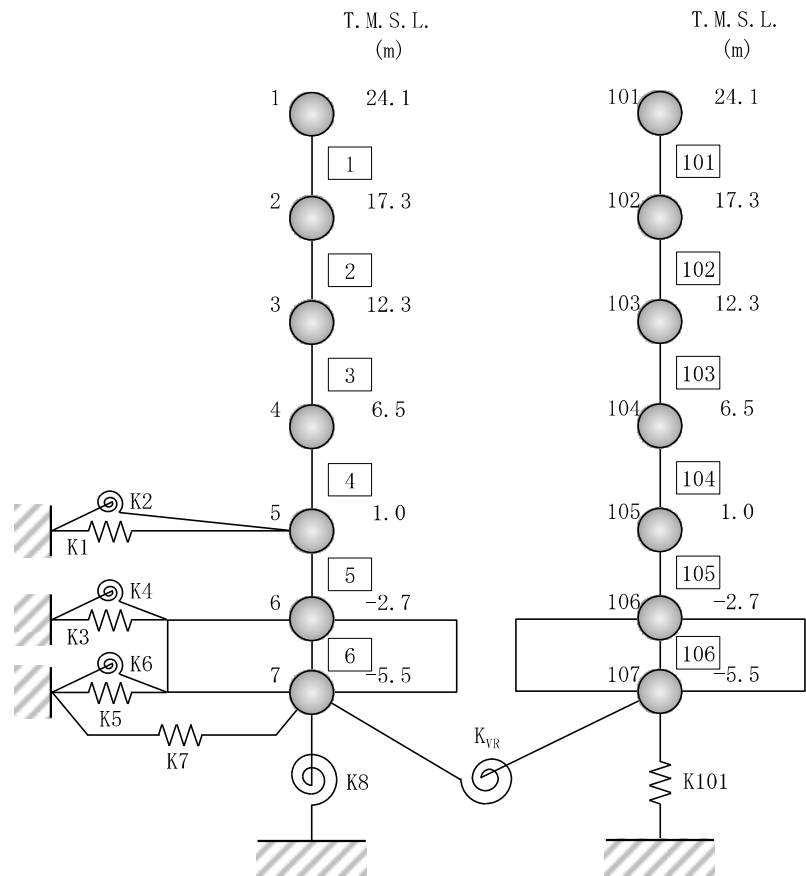 T.M.S.L. T.M.S.L.
(m) (m)
1 24.1 101 24.1
1 101
2 17.3 102 17.3
2 102
3 12.3 103 12.3
3 103
4 6.5 104 6.5
4 104
K2 5 1.0 105 1.0
K1
5 105
K4 6 -2.7 106 -2.7
K3
6 106
K6 7 -5.5 107 -5.5
K5
K7 KVR
K8 K101